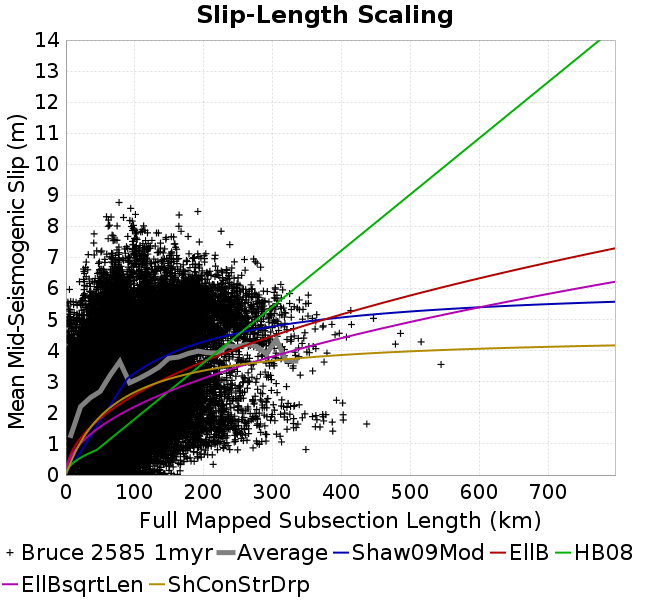 Slip-Length Scaling
Mean Mid-Seismogenic Slip (m)
14
13
12
11
10
9
8
7
6
5
4
3
2
1
0
0 100 200 300 400 500 600 700
Full Mapped Subsection Length (km)
Bruce 2585 1myr Average Shaw09Mod EllB HB08
EllBsqrtLen ShConStrDrp